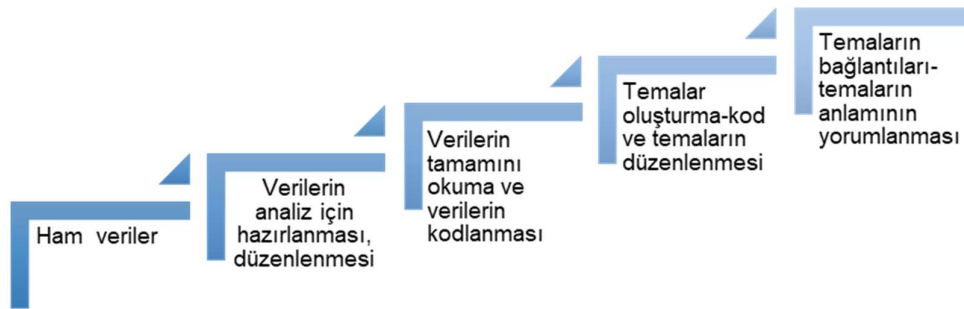 Ham veriler
Verilerin
analiz için
hazırlanması,
düzenlenmesi
Verilerin
tamamını
okuma ve
verilerin
kodlanması
Temalar
oluşturma-kod
ve temaların
düzenlenmesi
Temaların
bağlantıları-
temaların
anlamının
yorumlanması